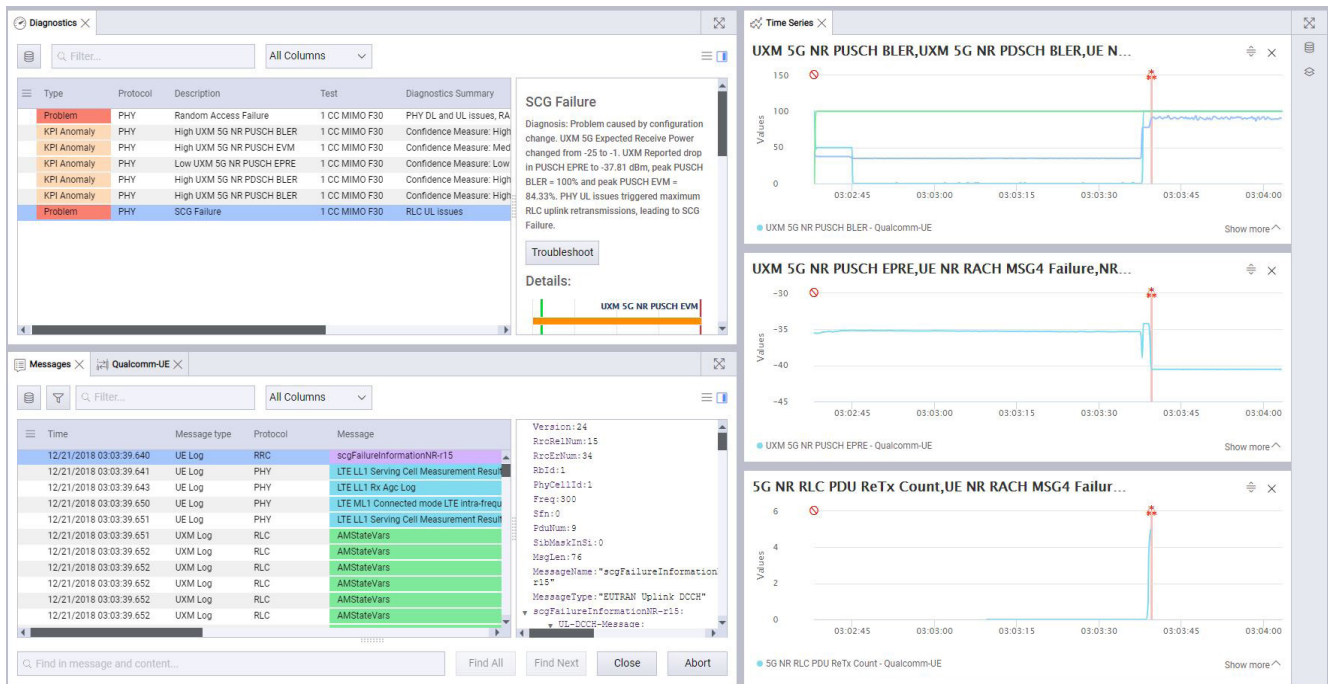 Diagnostics
Filter...
All Columns
Type Protocol Description Test Diagnostics Summary
Problem PHY Random Access Failure 1 CC MIMO F30 PHY DL and UL issues, RA
KPI Anomaly PHY High UXM 5G NR PUSCH BLER 1 CC MIMO F30 Confidence Measure: High
KPI Anomaly PHY High UXM 5G NR PUSCH EVM 1 CC MIMO F30 Confidence Measure: Med
KPI Anomaly PHY Low UXM 5G NR PUSCH EPRE 1 CC MIMO F30 Confidence Measure: Low
KPI Anomaly PHY High UXM 5G NR PDSCH BLER 1 CC MIMO F30 Confidence Measure: High
KPI Anomaly PHY High UXM 5G NR PUSCH BLER 1 CC MIMO F30 Confidence Measure: High
Problem PHY SCG Failure 1 CC MIMO F30 RLC UL issues
SCG Failure
Diagnosis: Problem caused by configuration
change. UXM 5G Expected Receive Power
changed from -25 to -1. UXM Reported drop
in PUSCH EPRE to -37.81 dBm, peak PUSCH
BLER = 100% and peak PUSCH EVM =
84.33%. PHY UL issues triggered maximum
RLC uplink retransmissions, leading to SCG
Failure.
Troubleshoot
Details:
UXM 5G NR PUSCH EVM
Messages
Qualcomm-UE
Filter...
All Columns
Time Message type Protocol Message
12/21/2018 03:03:39.640 UE Log RRC scgFailureInformationNR-r15
12/21/2018 03:03:39.641 UE Log PHY LTE LL1 Serving Cell Measurement Result
12/21/2018 03:03:39.643 UE Log PHY LTE LL1 Rx Agc Log
12/21/2018 03:03:39.650 UE Log PHY LTE ML1 Connected mode LTE intra-frequ
12/21/2018 03:03:39.651 UE Log PHY LTE LL1 Serving Cell Measurement Result
12/21/2018 03:03:39.651 UXM Log RLC AMStateVars
12/21/2018 03:03:39.652 UXM Log RLC AMStateVars
12/21/2018 03:03:39.652 UXM Log RLC AMStateVars
12/21/2018 03:03:39.652 UXM Log RLC AMStateVars
12/21/2018 03:03:39.652 UXM Log RLC AMStateVars
12/21/2018 03:03:39.652 UXM Log RLC AMStateVars
Version:24
RrcRelNum:15
RrcErNum:34
RbId:1
PhyCellId:1
Freq:300
Sfn:0
PduNum:9
SibMaskInSi:0
MsgLen:76
MessageName:"scgFailureInformation
r15"
MessageType:"EUTRAN Uplink DCCH"
scgFailureInformationNR-r15:
UL-DCCH-Message:
Find in message and content...
Find All
Find Next
Close
Abort
Time Series
UXM 5G NR PUSCH BLER,UXM 5G NR PDSCH BLER,UE N...
150
100
50
0
Values
03:02:45 03:03:00 03:03:15 03:03:30 03:03:45 03:04:00
UXM 5G NR PUSCH BLER - Qualcomm-UE
Show more
UXM 5G NR PUSCH EPRE,UE NR RACH MSG4 Failure,NR...
-30
-35
-40
-45
Values
03:02:45 03:03:00 03:03:15 03:03:30 03:03:45 03:04:00
UXM 5G NR PUSCH EPRE - Qualcomm-UE
Show more
5G NR RLC PDU ReTx Count,UE NR RACH MSG4 Failur...
6
4
2
0
Values
03:02:45 03:03:00 03:03:15 03:03:30 03:03:45 03:04:00
5G NR RLC PDU ReTx Count - Qualcomm-UE
Show more